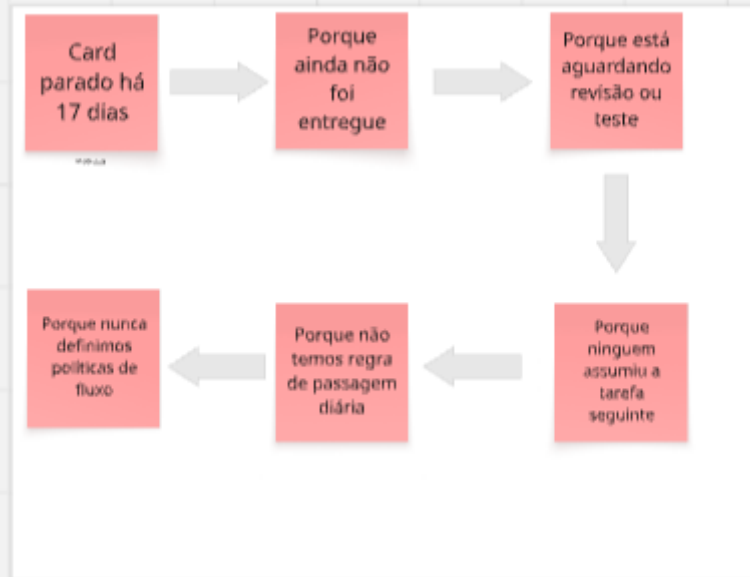 Card
parado há
17 dias
Porque
ainda não
foi
entregue
Porque está
aguardando
revisão ou
teste
Porque
ninguem
assumiu a
tarefa
seguinte
Porque não
temos regra
de passagem
diária
Porque nunca
definimos
políticas de
fluxo